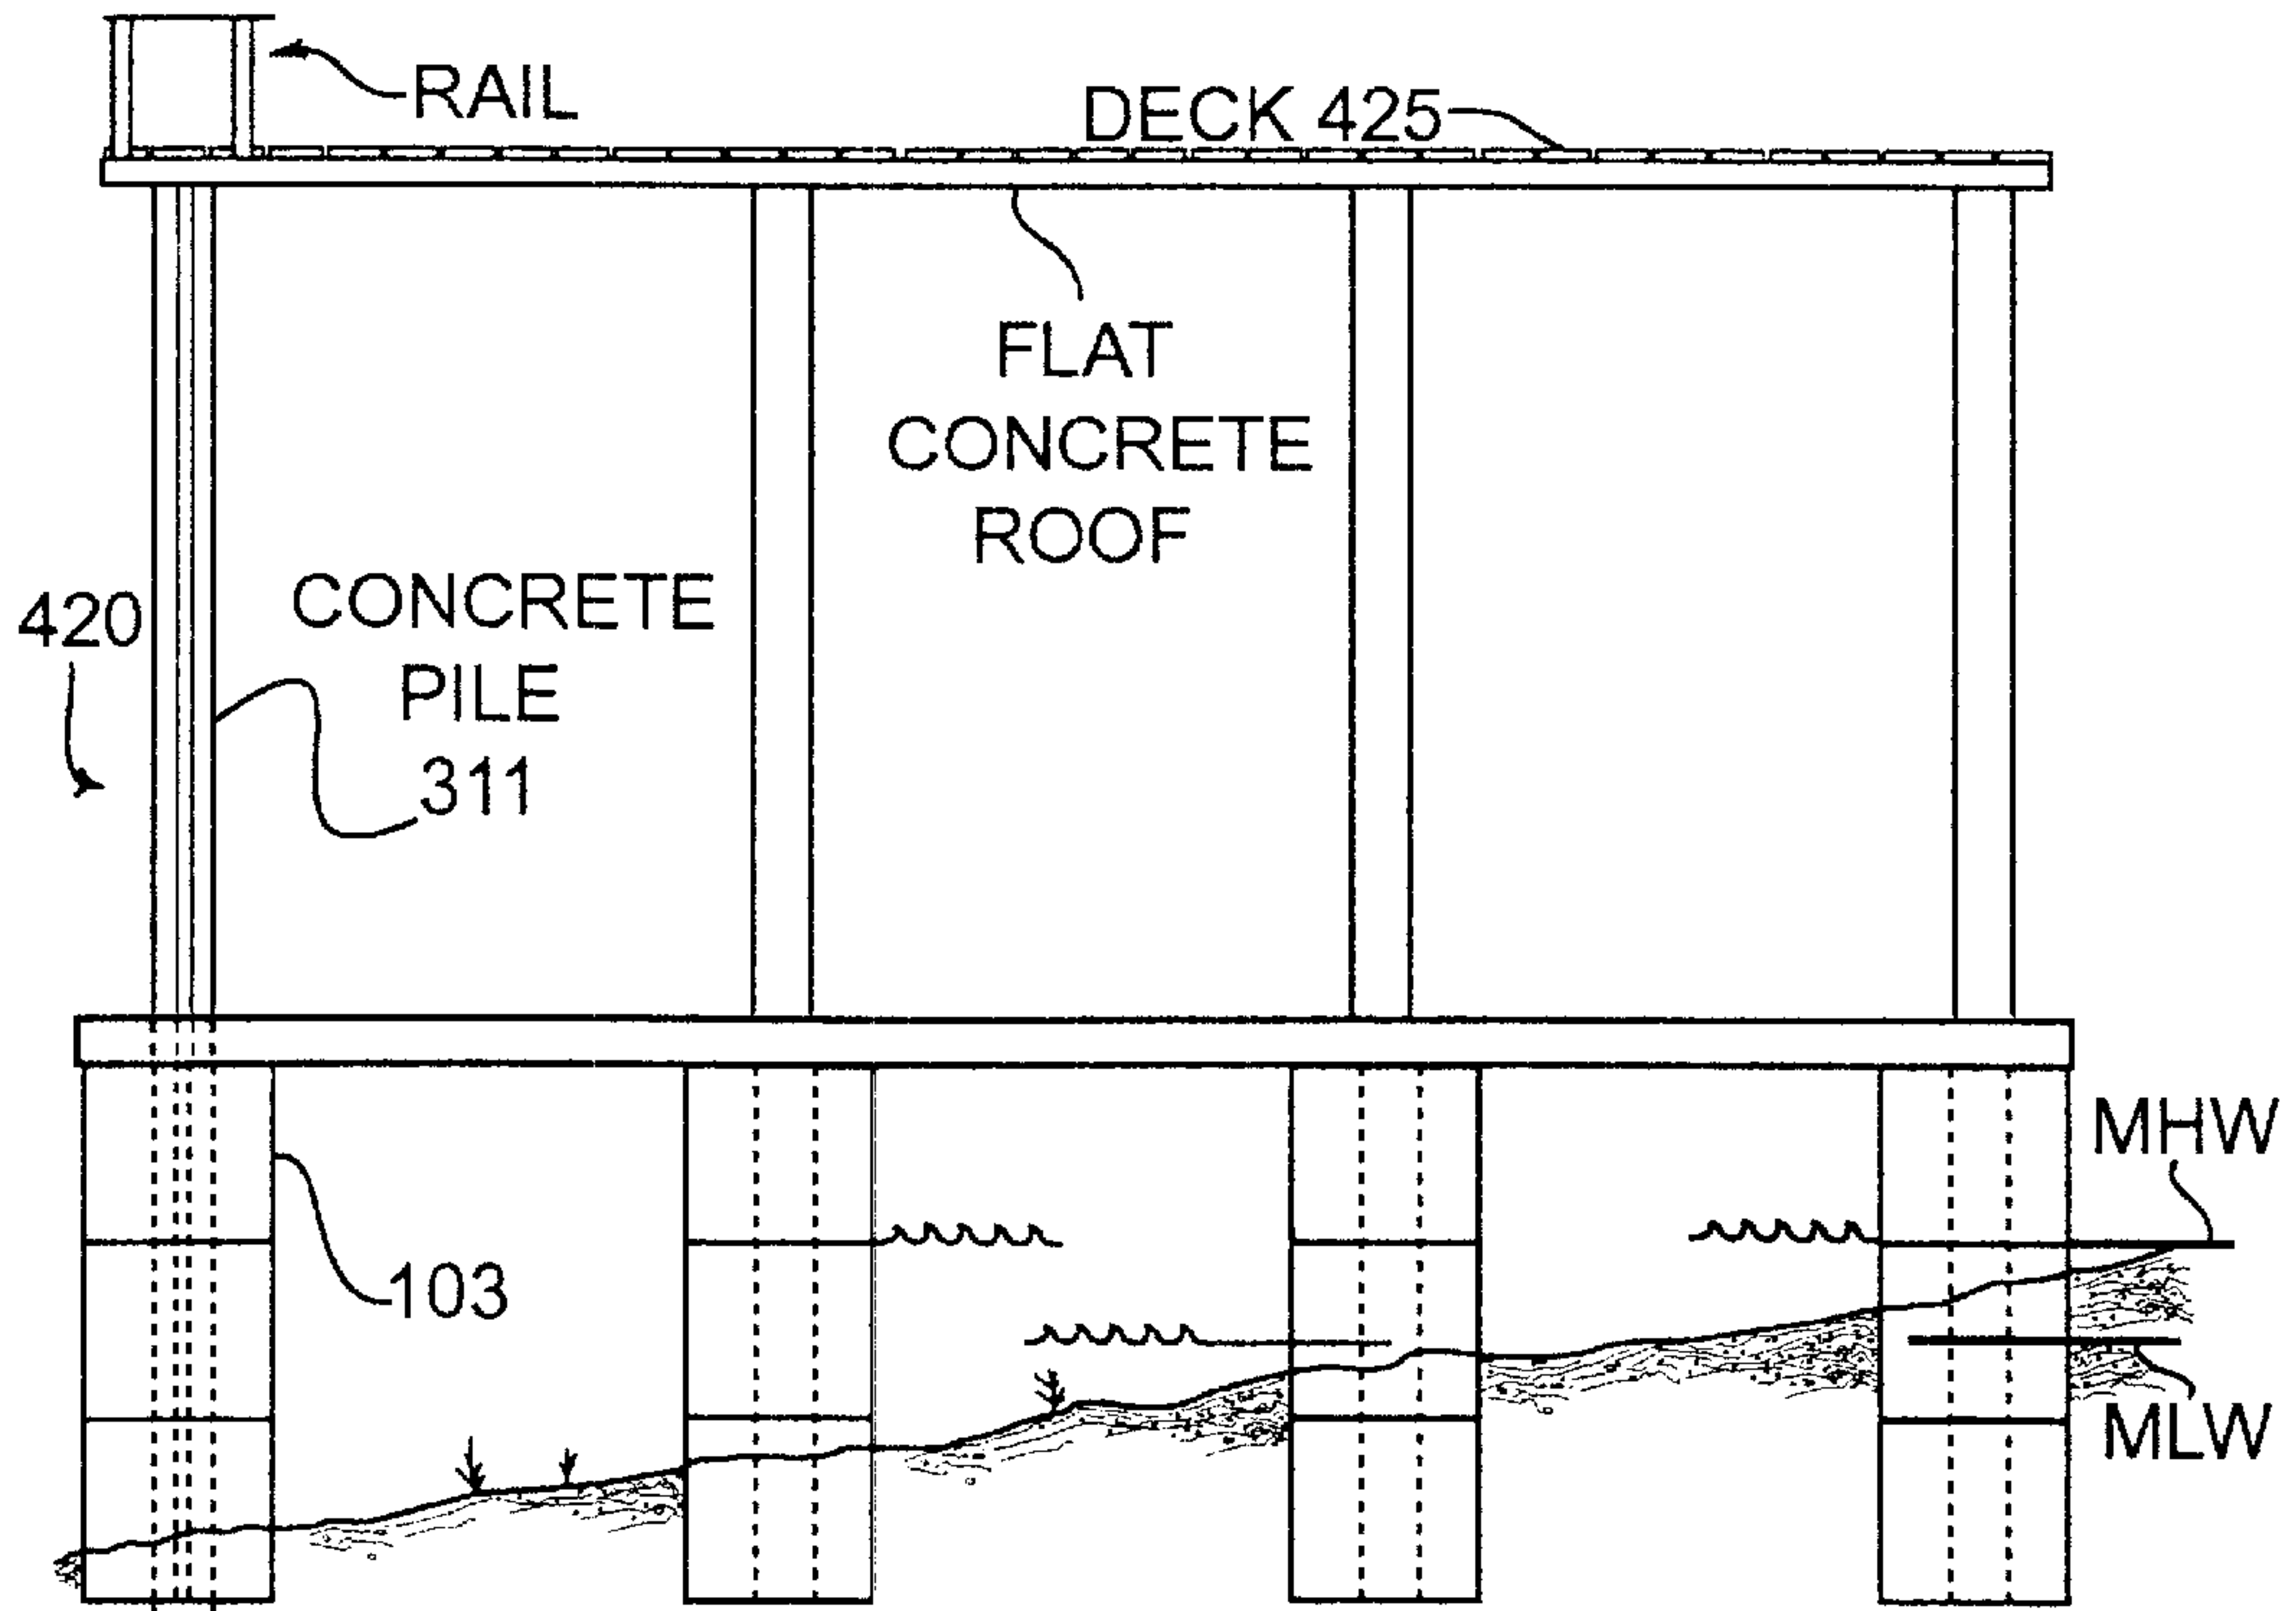 RAIL
DECK 425
FLAT
CONCRETE
ROOF
420
CONCRETE
PILE
311
MHW
103
MLW